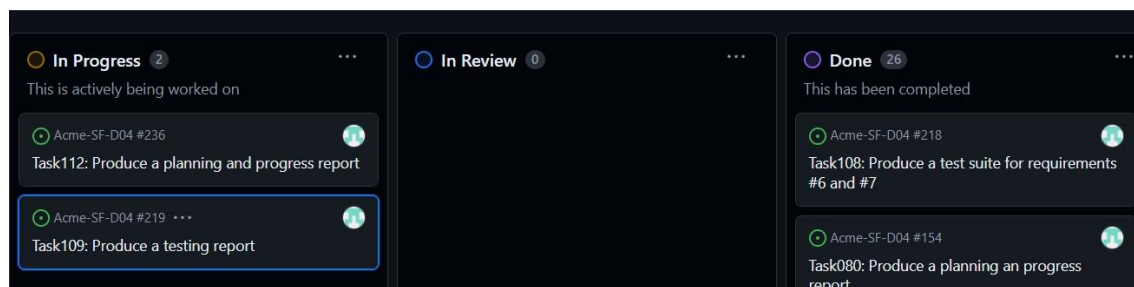 In Progress 2
This is actively being worked on
Acme-SF-D04 #236
Task112: Produce a planning and progress report
Acme-SF-D04 #219
Task109: Produce a testing report
In Review 0
Done 26
This has been completed
Acme-SF-D04 #218
Task108: Produce a test suite for requirements
#6 and #7
Acme-SF-D04 #154
Task080: Produce a planning an progress
report